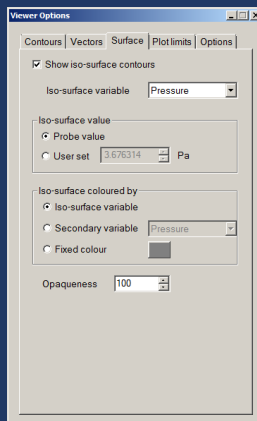 Viewer Options
Contours Vectors Surface Plot limits Options
Show iso-surface contours
Iso-surface variable Pressure
Iso-surface value
Probe value
User set 3.676314 Pa
Iso-surface coloured by
Iso-surface variable
Secondary variable Pressure
Fixed colour
Opaqueness 100